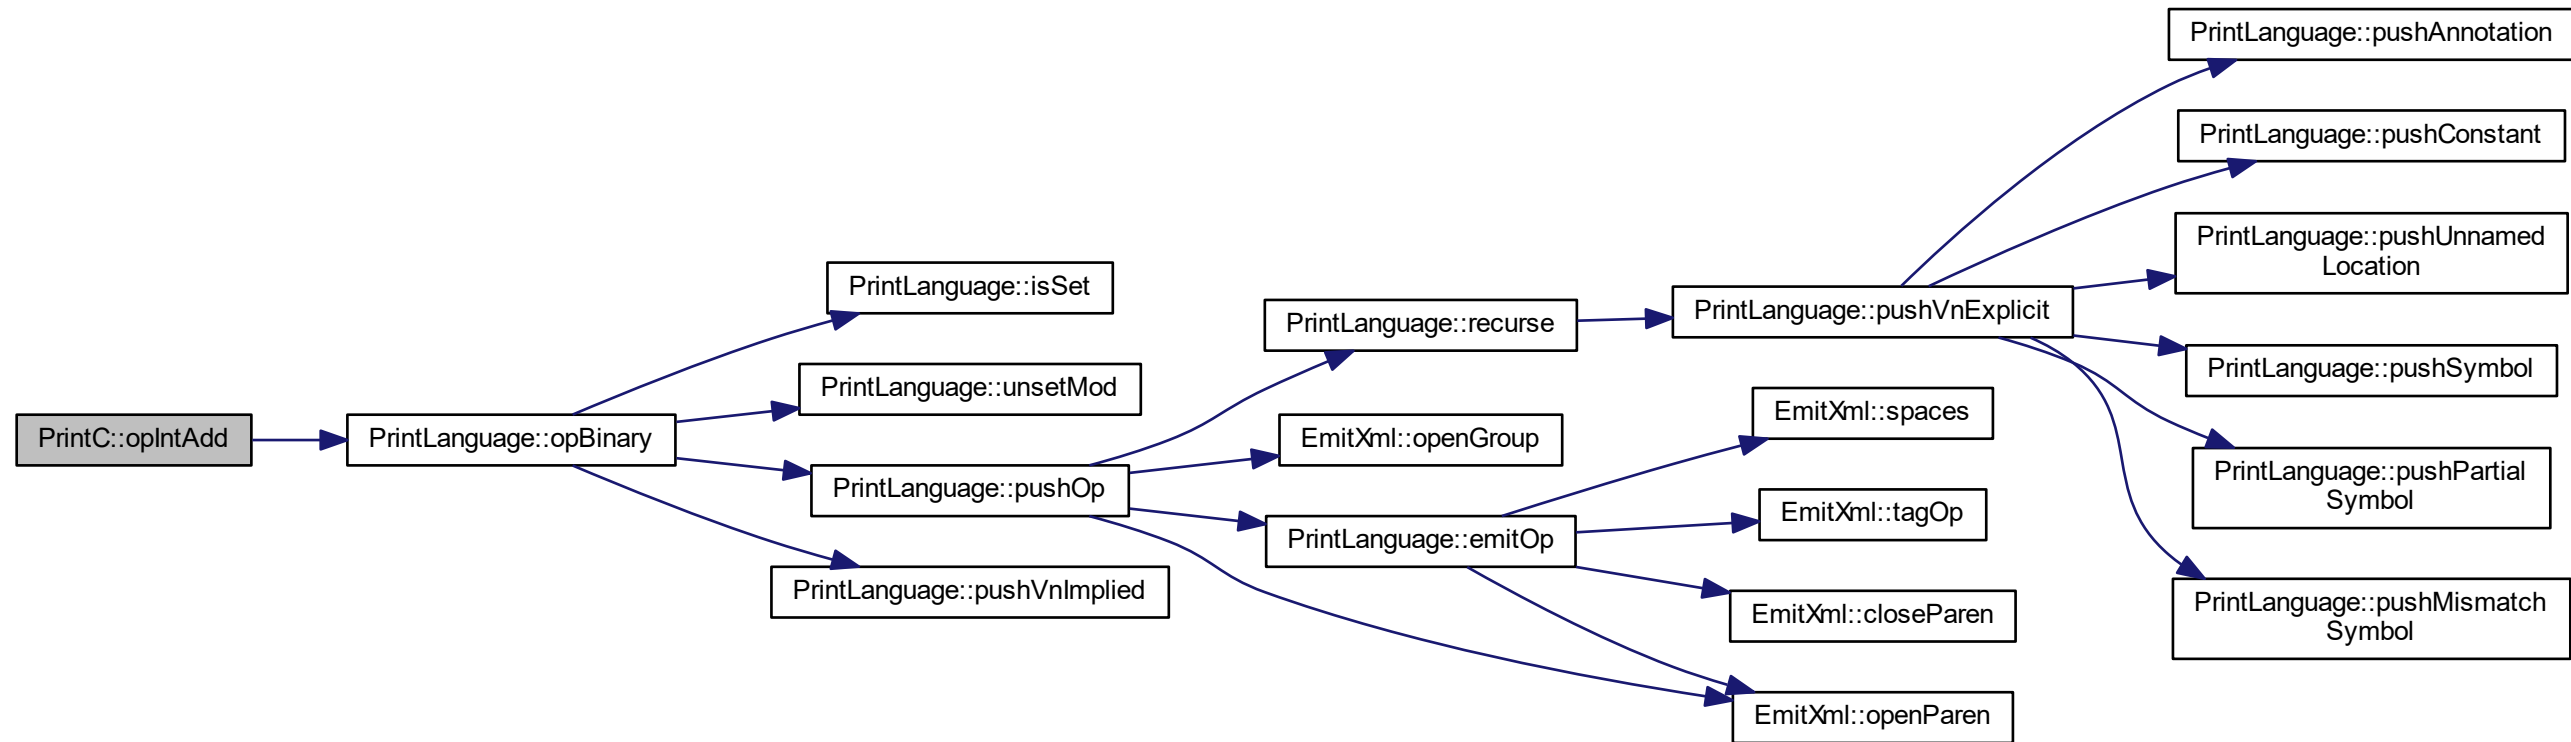 PrintC::opIntAdd
PrintLanguage::opBinary
PrintLanguage::isSet
PrintLanguage::unsetMod
PrintLanguage::pushOp
PrintLanguage::pushVnImplied
PrintLanguage::recurse
EmitXml::openGroup
PrintLanguage::emitOp
PrintLanguage::pushVnExplicit
EmitXml::spaces
EmitXml::tagOp
EmitXml::closeParen
EmitXml::openParen
PrintLanguage::pushAnnotation
PrintLanguage::pushConstant
PrintLanguage::pushUnnamed
Location
PrintLanguage::pushSymbol
PrintLanguage::pushPartial
Symbol
PrintLanguage::pushMismatch
Symbol